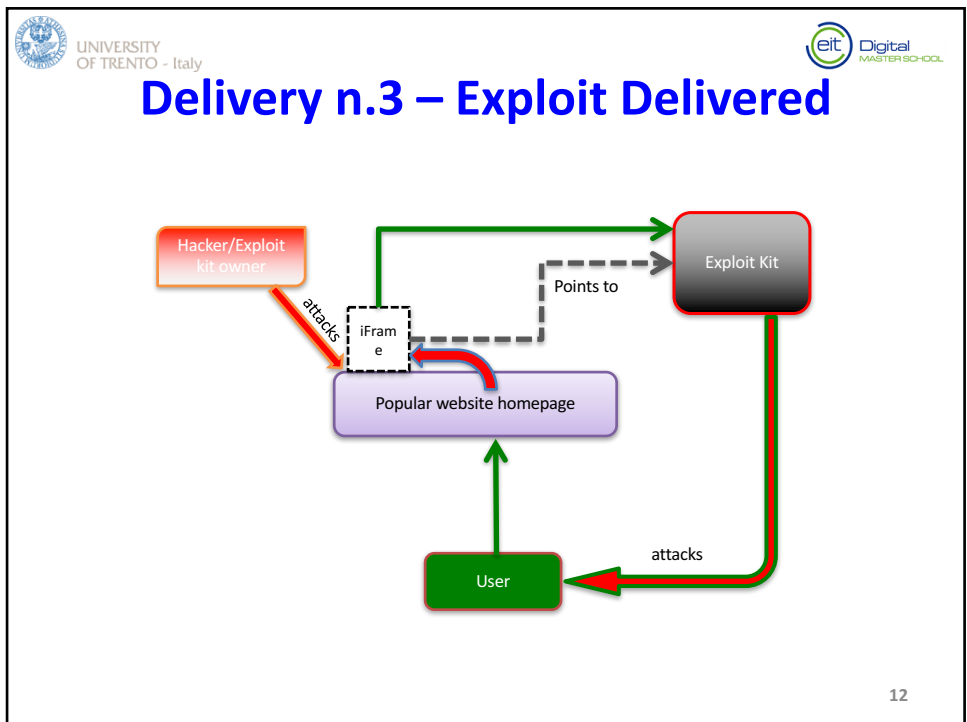 UNIVERSITY
OF TRENTO - Italy
eit Digital
MASTER SCHOOL
Delivery n.3 – Exploit Delivered
Hacker/Exploit
kit owner
attacks
iFram
e
Points to
Exploit Kit
Popular website homepage
attacks
User
12